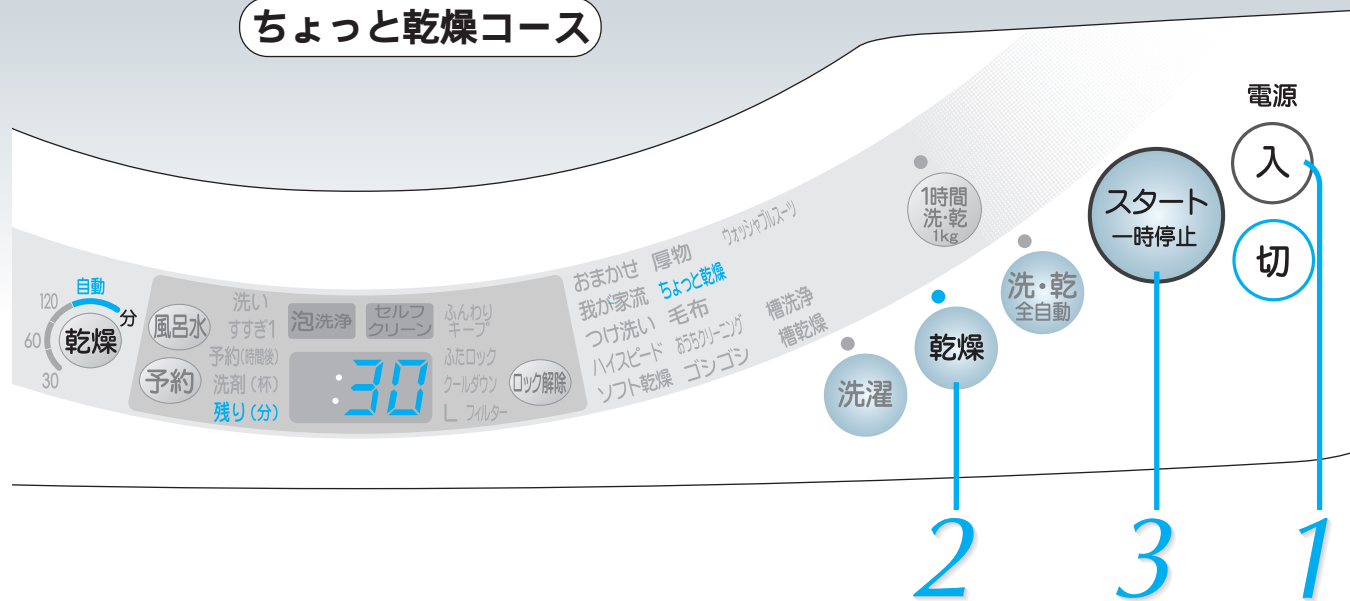 ちょっと乾燥コース
電源
入
切
スタート
一時停止
1時間
洗・乾
1kg
洗・乾
全自動
乾燥
洗濯
自動
120
60
30
分
乾燥
風呂水
予約
洗い
すすぎ1
予約(時間後)
洗剤(杯)
残り(分)
泡洗浄
セルフ
クリーン
:30
ふんわり
キープ
ふたロック
クールダウン
フィルター
ロック解除
おまかせ 厚物 ウォッシャブルスーツ
我が家流 ちょっと乾燥
つけ洗い 毛布 槽洗浄
ハイスピード おうちクリーニング 槽乾燥
ソフト乾燥 ゴシゴシ
2 3 1